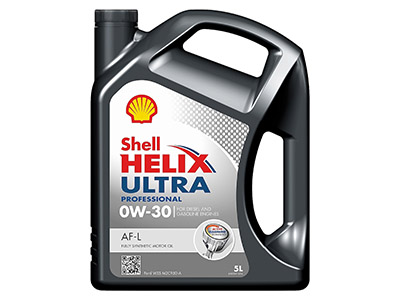 Shell
HELIX
ULTRA
PROFESSIONAL
0W-30
FOR DIESEL AND
GASOLINE ENGINES
AF-L
FULLY SYNTHETIC MOTOR OIL
5L